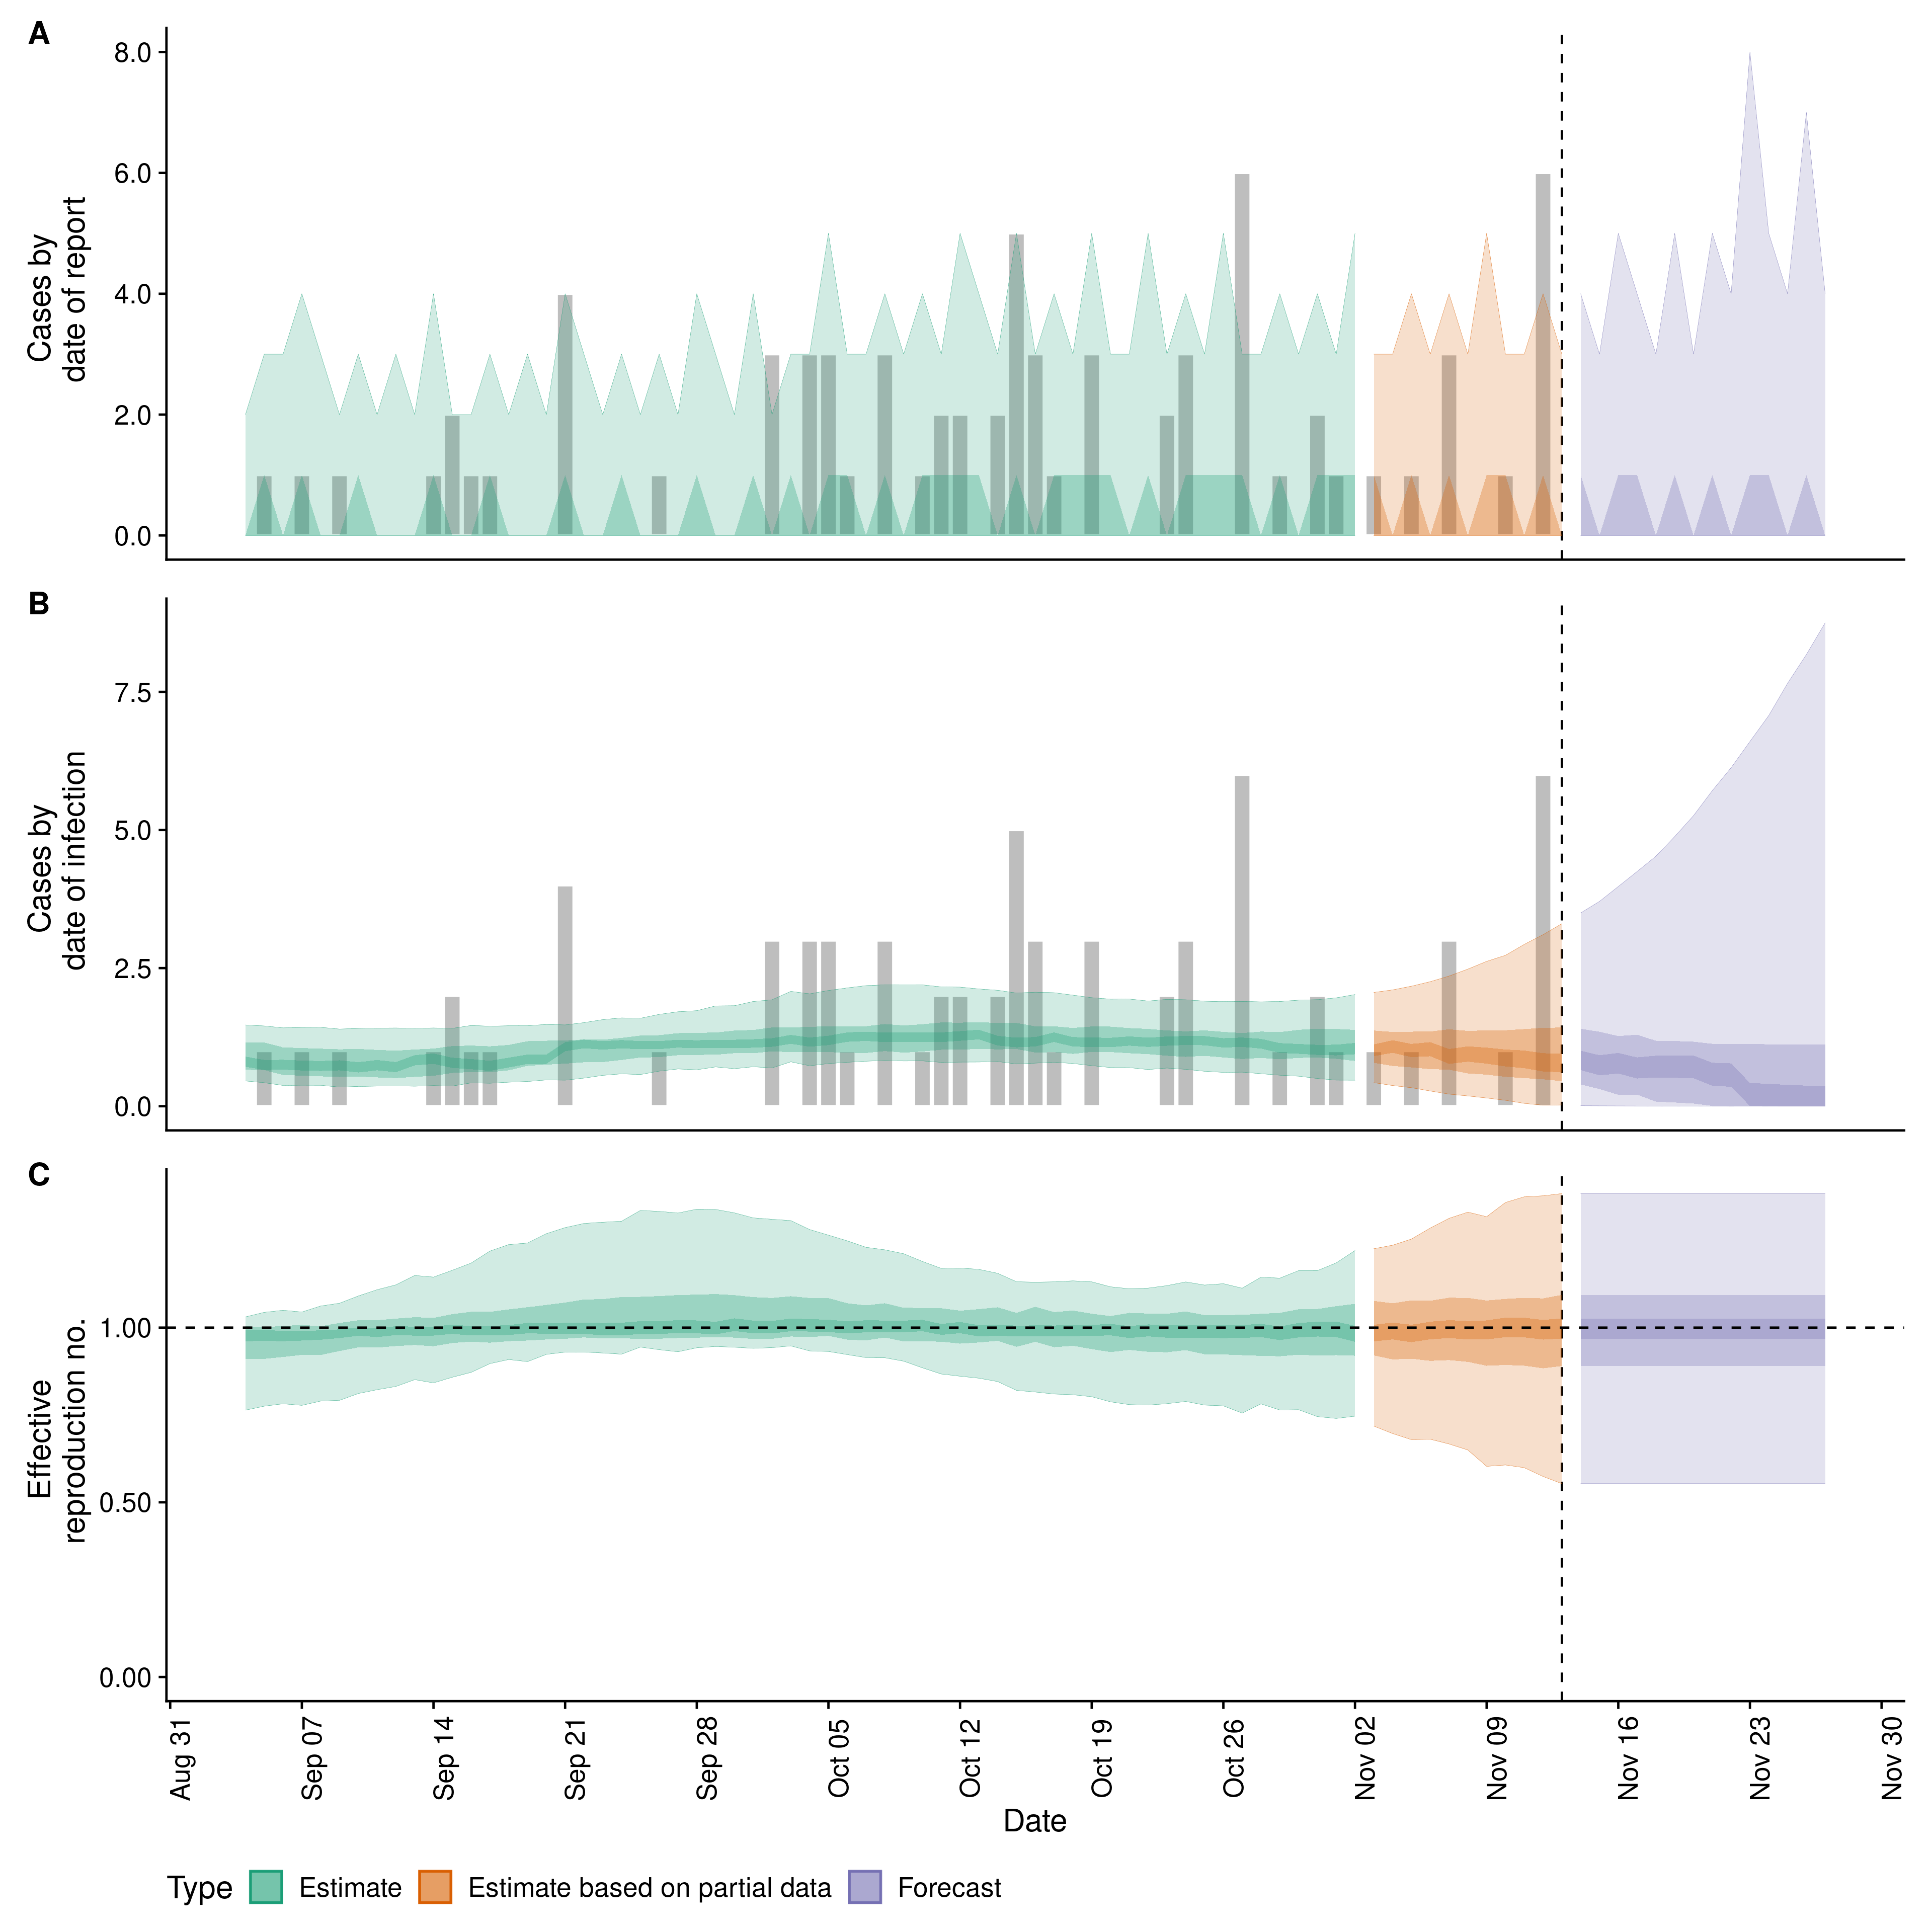 A
8.0
6.0
4.0
2.0
0.0
Cases by
date of report
B
7.5
5.0
2.5
0.0
Cases by
date of infection
C
1.00
0.50
0.00
Effective
reproduction no.
Aug 31
Sep 07
Sep 14
Sep 21
Sep 28
Oct 05
Oct 12
Oct 19
Oct 26
Nov 02
Nov 09
Nov 16
Nov 23
Nov 30
Date
Type Estimate Estimate based on partial data Forecast